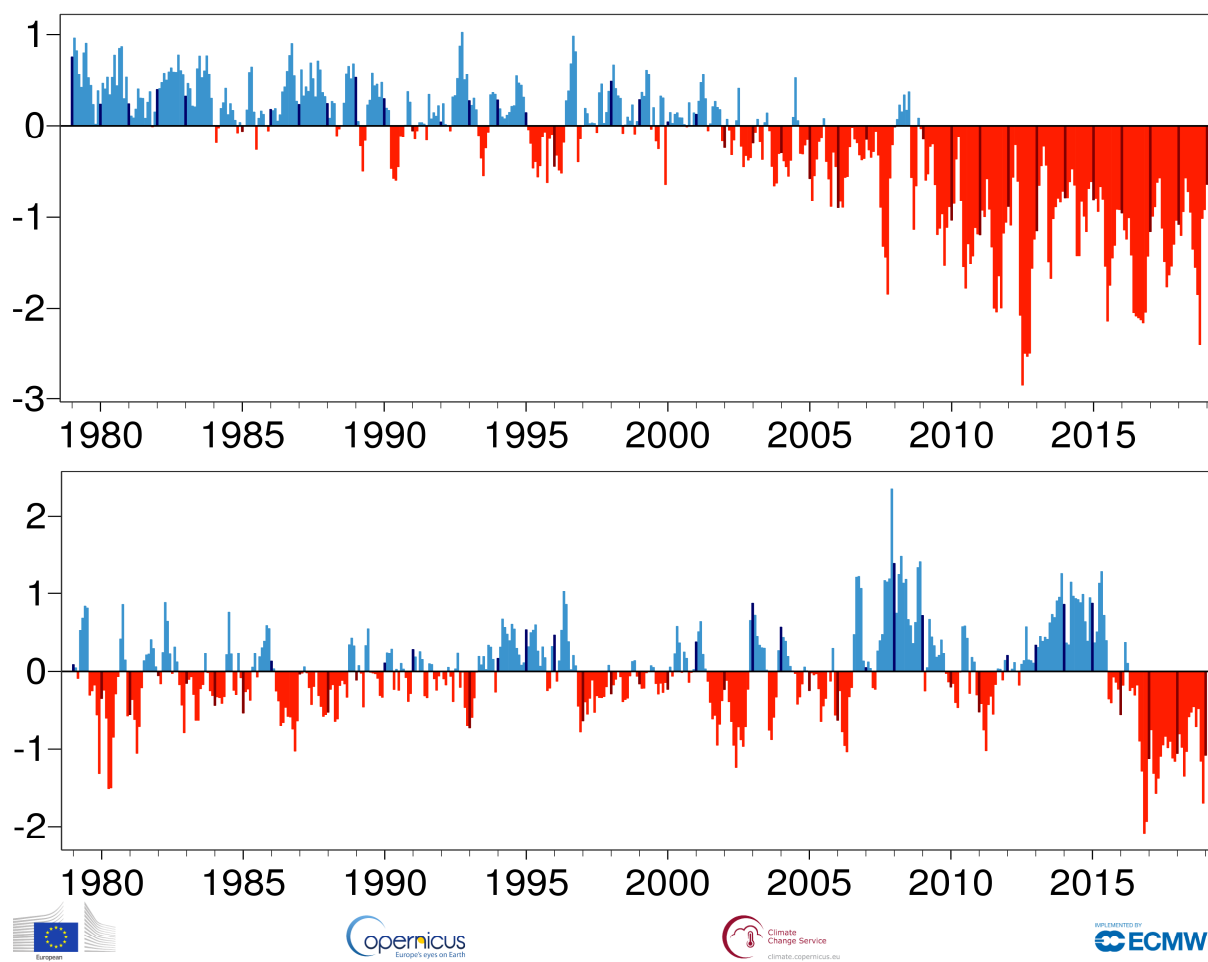 1
0
-1
-2
-3
1980 1985 1990 1995 2000 2005 2010 2015
2
1
0
-1
-2
1980 1985 1990 1995 2000 2005 2010 2015
European
opernicus
Europe's eyes on Earth
Climate
Change Service
climate.copernicus.eu
IMPLEMENTED BY
ECMW